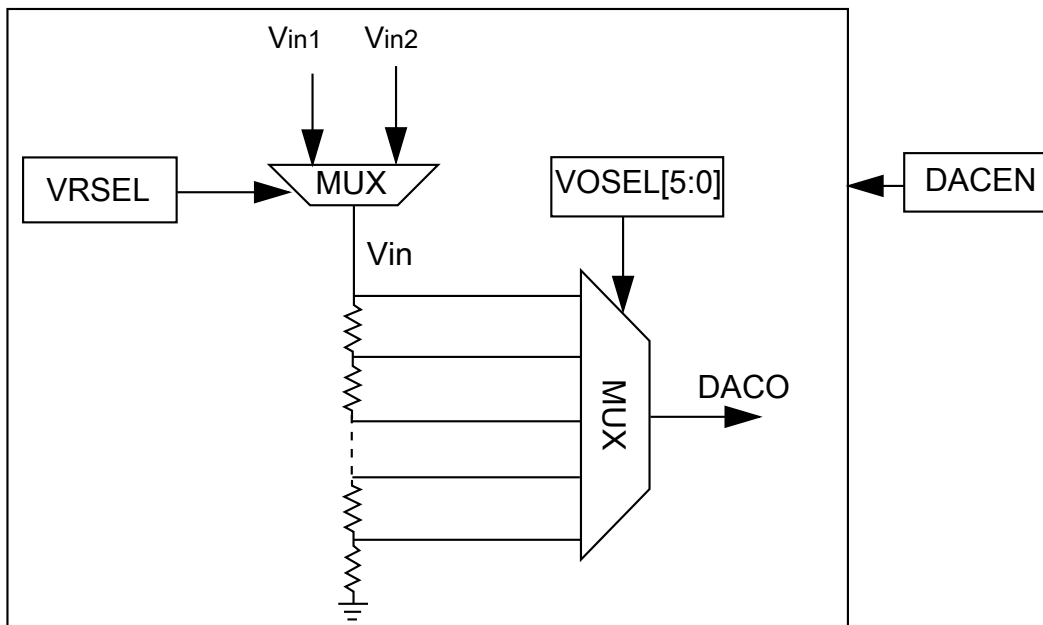 Vin1
Vin2
VRSEL
MUX
VOSEL[5:0]
DACEN
Vin
MUX
DACO